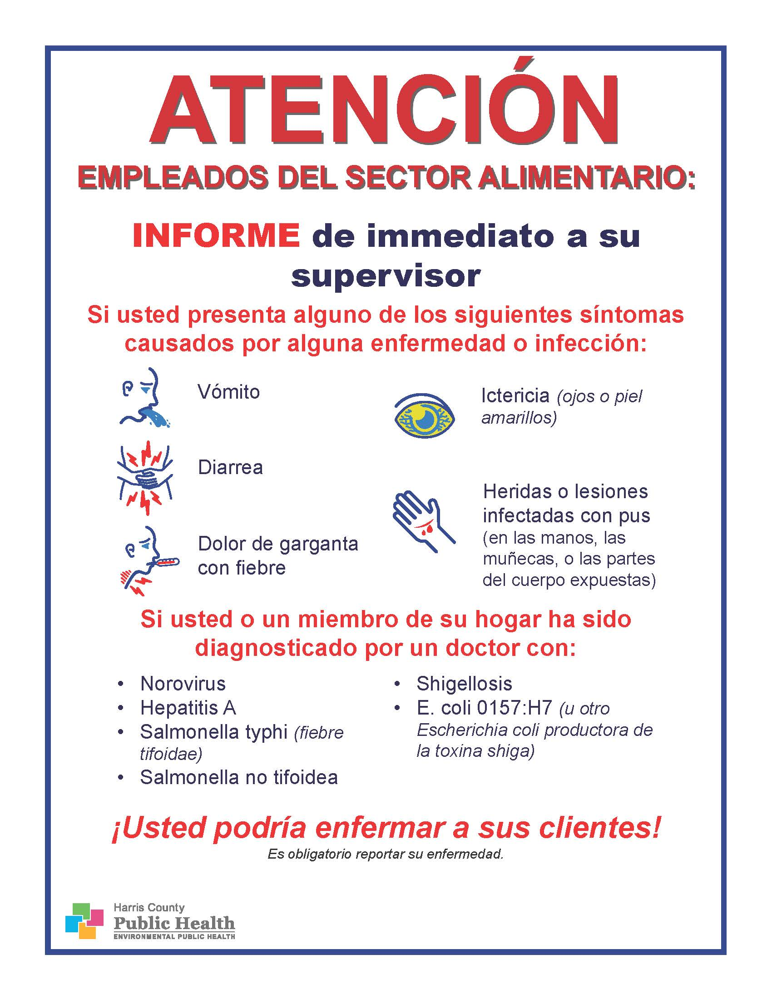 ATENCIÓN
EMPLEADOS DEL SECTOR ALIMENTARIO:
INFORME de immediato a su
supervisor
Si usted presenta alguno de los siguientes síntomas
causados por alguna enfermedad o infección:
Vómito
Diarrea
Dolor de garganta
con fiebre
Ictericia (ojos o piel
amarillos)
Heridas o lesiones
infectadas con pus
(en las manos, las
muñecas, o las partes
del cuerpo expuestas)
Si usted o un miembro de su hogar ha sido
diagnosticado por un doctor con:
• Norovirus
• Hepatitis A
• Salmonella typhi (fiebre
tifoidae)
• Salmonella no tifoidea
• Shigellosis
• E. coli 0157:H7 (u otro
Escherichia coli productora de
la toxina shiga)
¡Usted podría enfermar a sus clientes!
Es obligatorio reportar su enfermedad.
Harris County
Public Health
ENVIRONMENTAL PUBLIC HEALTH